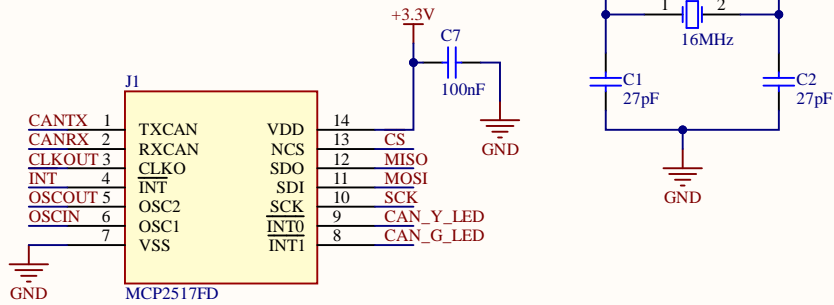 +3.3V
1 2
16MHz
C7
100nF
C1
27pF
C2
27pF
J1
GND
GND
CANTX 1 TXCAN VDD 14
CANRX 2 RXCAN NCS 13 CS
CLKOUT 3 CLKO SDO 12 MISO
INT 4 INT SDI 11 MOSI
OSCOUT 5 OSC2 SCK 10 SCK
OSCIN 6 OSC1 INT0 9 CAN_Y_LED
7 VSS INT1 8 CAN_G_LED
GND
MCP2517FD